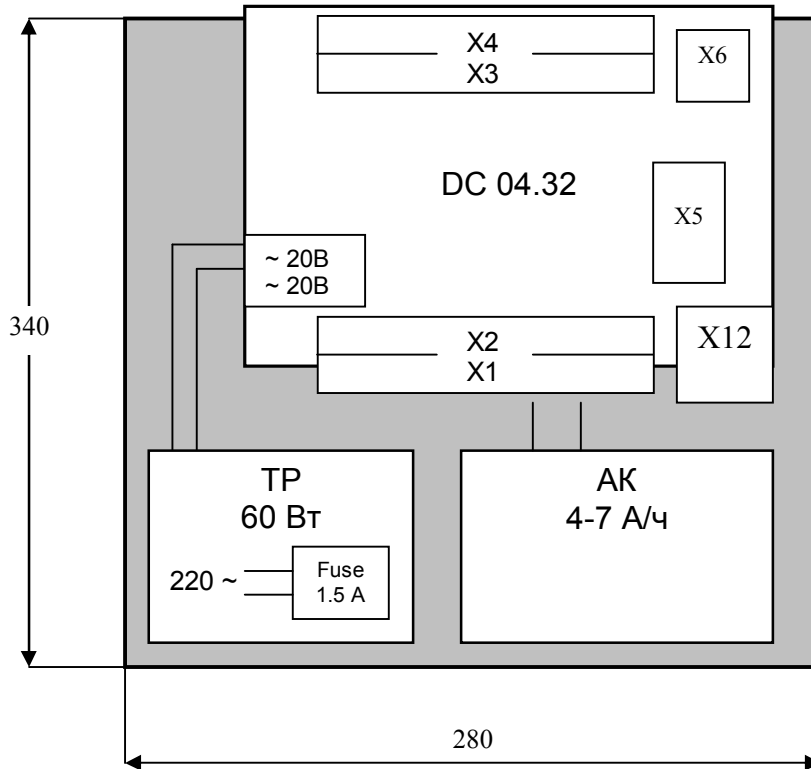 X4
X3
X6
DC 04.32
X5
~ 20В
~ 20В
340
X2
X1
X12
ТР
60 Вт
220 ~
Fuse
1.5 А
АК
4-7 А/ч
280